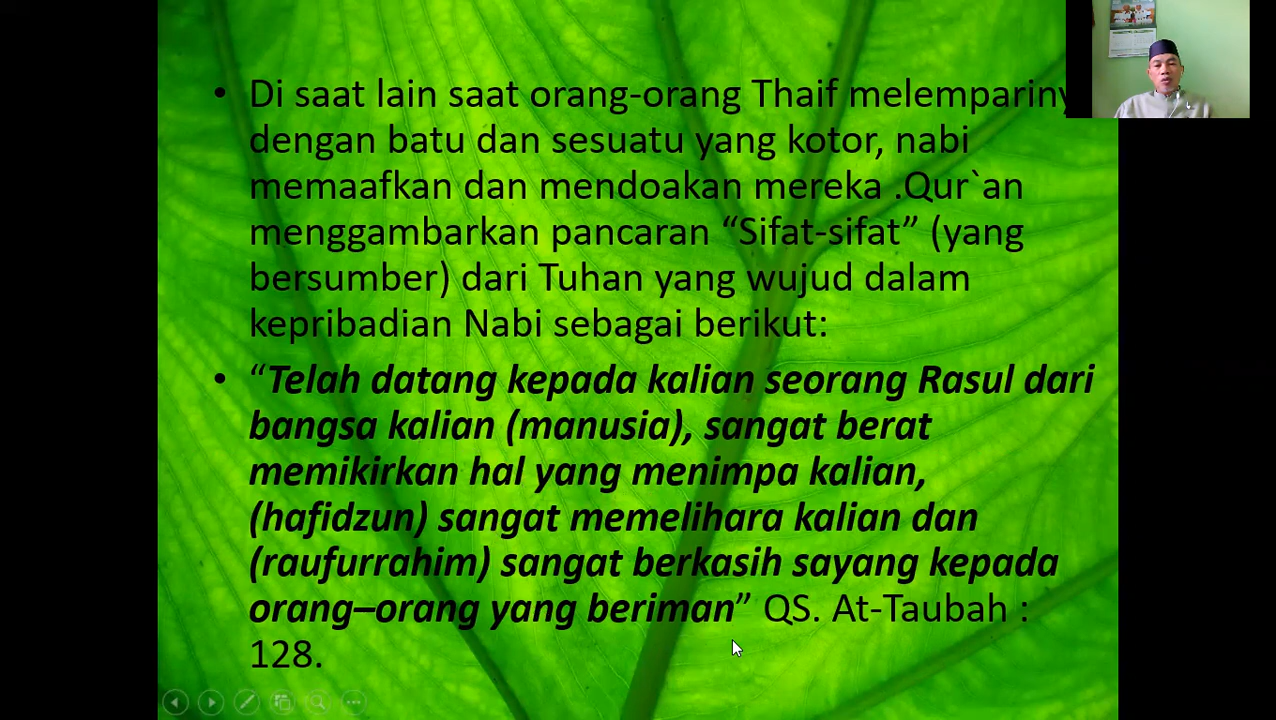 • Di saat lain saat orang-orang Thaif melempariny
dengan batu dan sesuatu yang kotor, nabi
memaafkan dan mendoakan mereka .Qur`an
menggambarkan pancaran “Sifat-sifat” (yang
bersumber) dari Tuhan yang wujud dalam
kepribadian Nabi sebagai berikut:
• “Telah datang kepada kalian seorang Rasul dari
bangsa kalian (manusia), sangat berat
memikirkan hal yang menimpa kalian,
(hafidzun) sangat memelihara kalian dan
(raufurrahim) sangat berkasih sayang kepada
orang–orang yang beriman” QS. At-Taubah :
128.